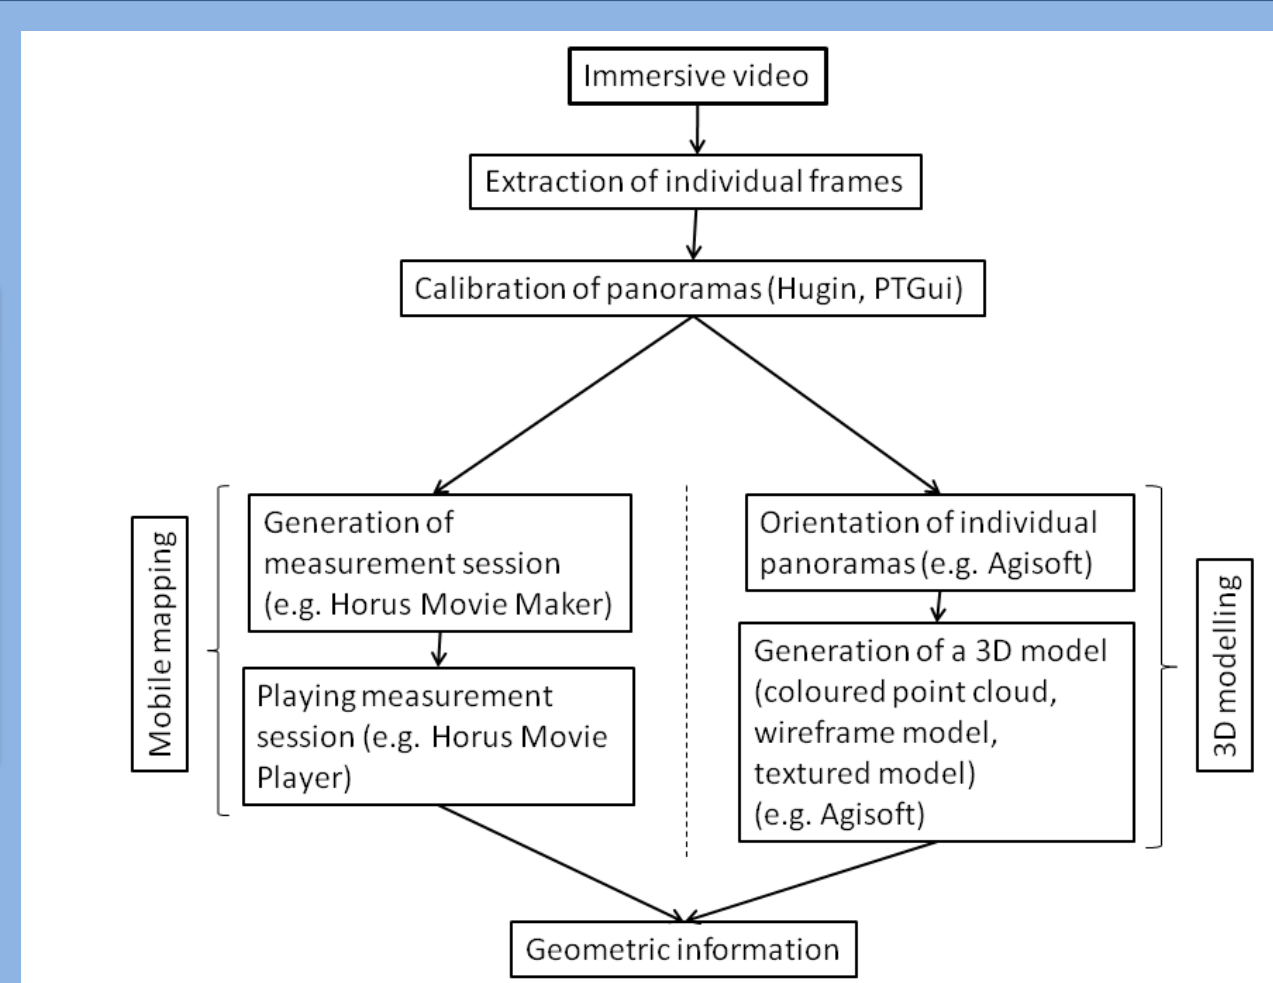 Immersive video
Extraction of individual frames
Calibration of panoramas (Hugin, PTGui)
Mobile mapping
Generation of
measurement session
(e.g. Horus Movie Maker)
Playing measurement
session (e.g. Horus Movie
Player)
Orientation of individual
panoramas (e.g. Agisoft)
Generation of a 3D model
(coloured point cloud,
wireframe model,
textured model)
(e.g. Agisoft)
3D modelling
Geometric information